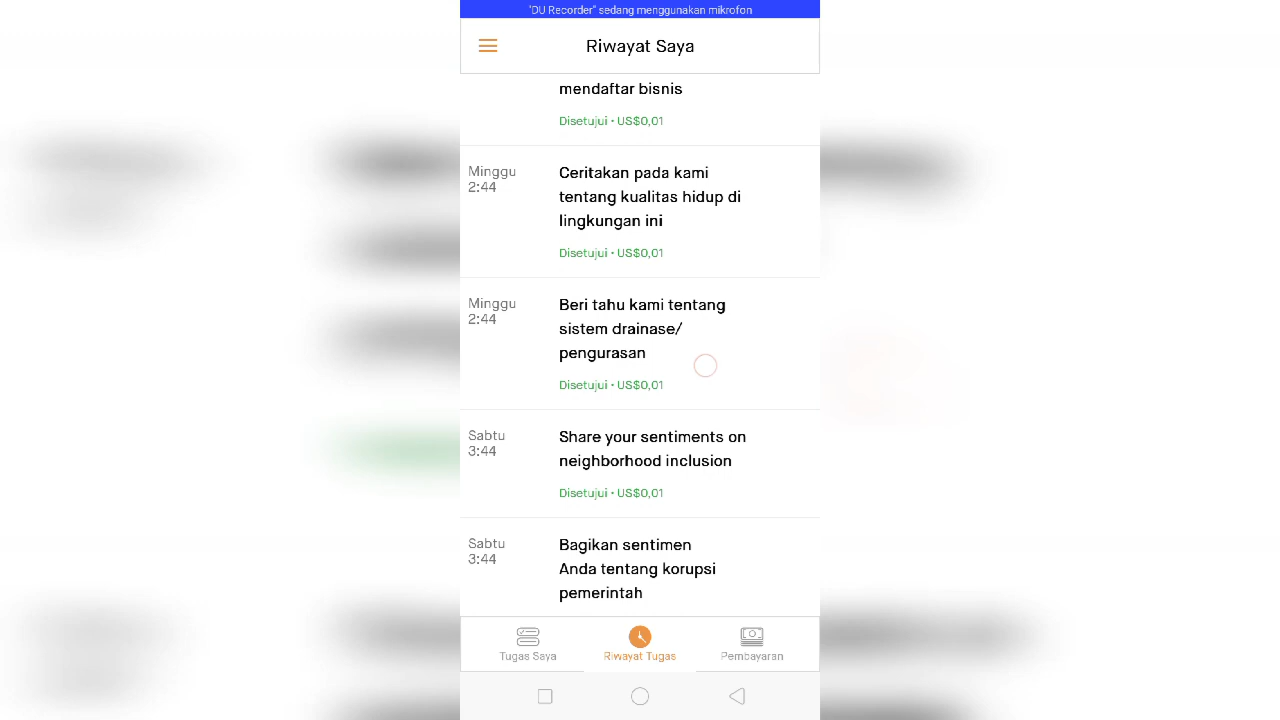 "DU Recorder" sedang menggunakan mikrofon
Riwayat Saya
mendaftar bisnis
Disetujui • US$0,01
Minggu
2:44
Ceritakan pada kami
tentang kualitas hidup di
lingkungan ini
Disetujui • US$0,01
Minggu
2:44
Beri tahu kami tentang
sistem drainase/
pengurasan
Disetujui • US$0,01
Sabtu
3:44
Share your sentiments on
neighborhood inclusion
Disetujui • US$0,01
Sabtu
3:44
Bagikan sentimen
Anda tentang korupsi
pemerintah
Tugas Saya
Riwayat Tugas
Pembayaran